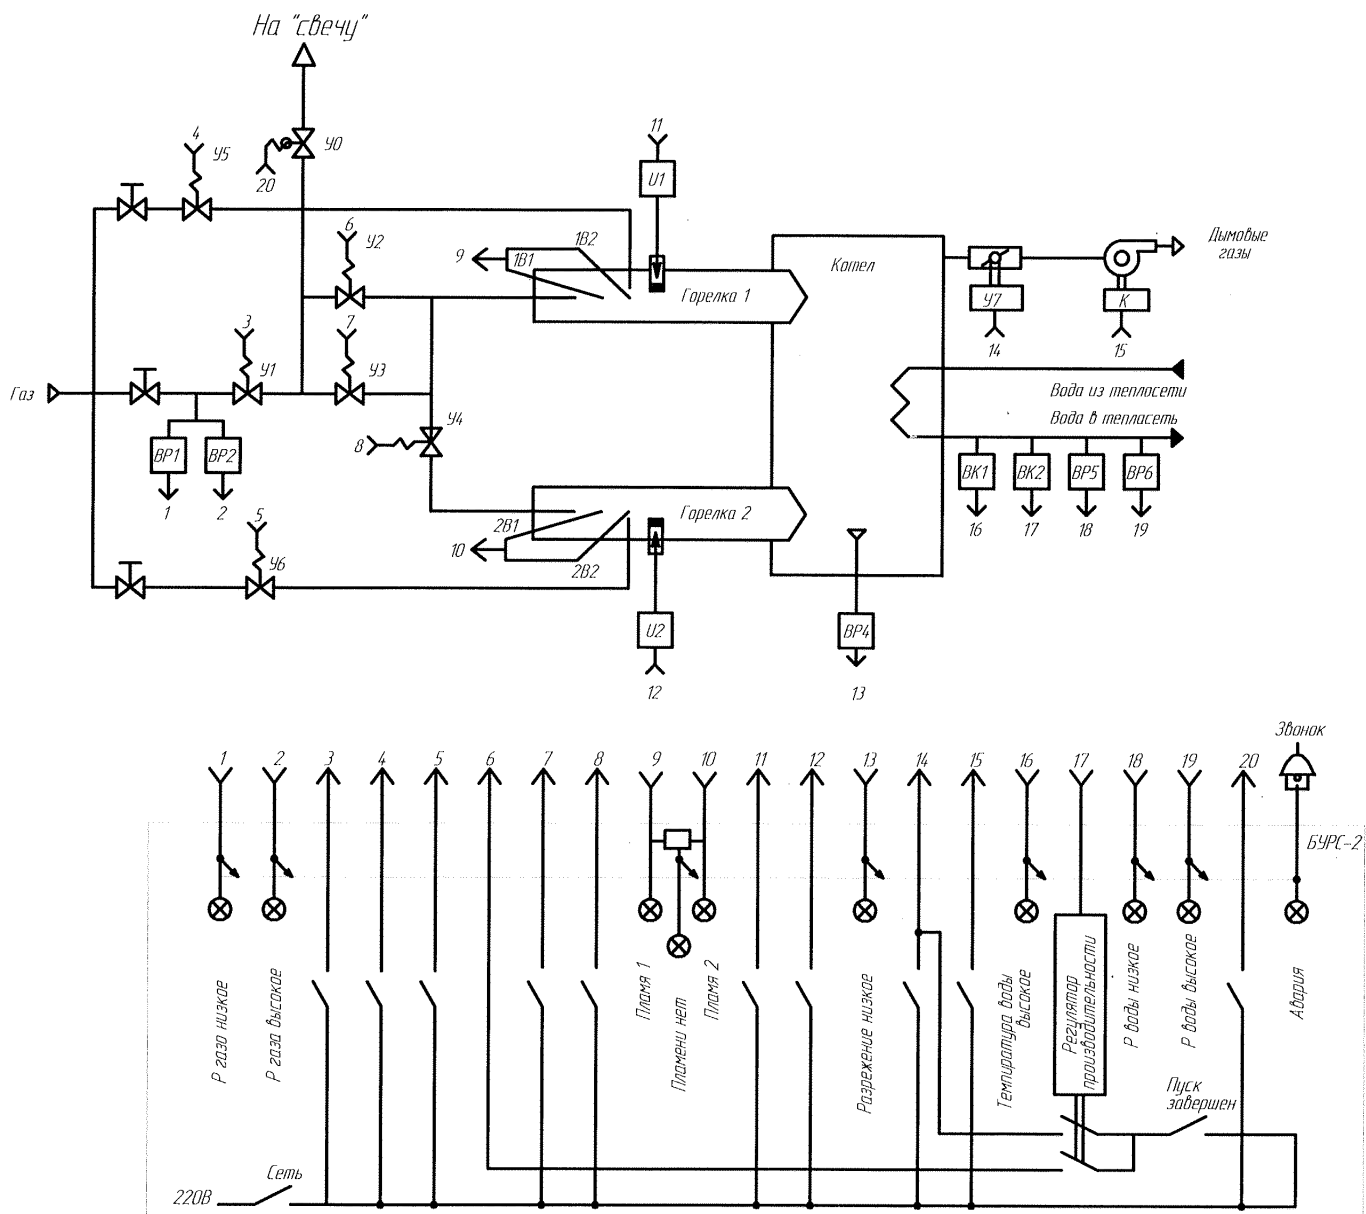 На "свечу"
4
У5
У0
20
11
U1
6
У2
9
1В1
1В2
Горелка 1
Котел
Дымовые
газы
У7
К
14
15
3
У1
7
У3
Газ
Вода из теплосети
Вода в тепласеть
8
У4
ВР1
ВР2
1
2
ВК1
ВК2
ВР5
ВР6
16
17
18
19
5
У6
2В1
10
2В2
Горелка 2
U2
12
ВР4
13
Звонок
1
2
3
4
5
6
7
8
9
10
11
12
13
14
15
16
17
18
19
20
БУРС-2
Р газа низкое
Р газа высокое
Пламя 1
Пламени нет
Пламя 2
Разрежение низкое
Темпиратура воды
высокое
Регулятор
производительности
Р воды низкое
Р воды высокое
Авария
Пуск
завершен
Сеть
220В